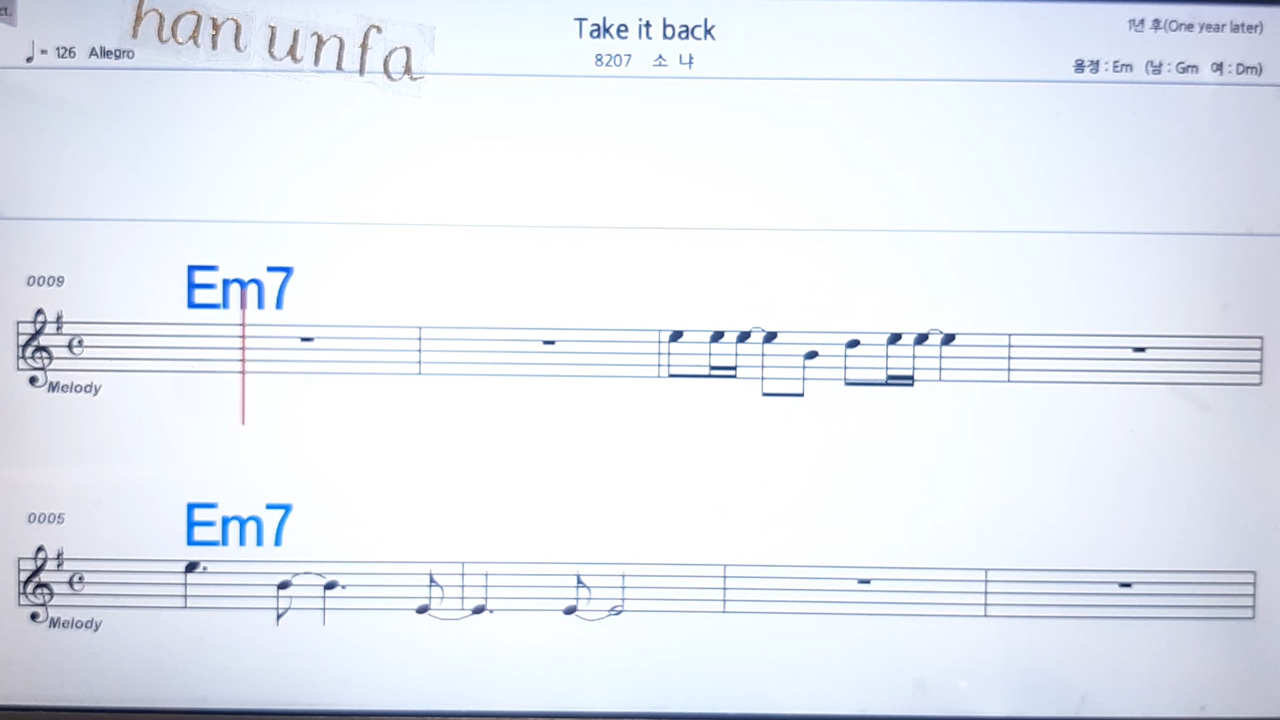 han unfa
Take it back
1년 후(One year later)
♩= 126 Allegro
8207 소 냐
음정 : Em (남 : Gm 여 : Dm)
0009
Em7
Melody
0005
Em7
Melody